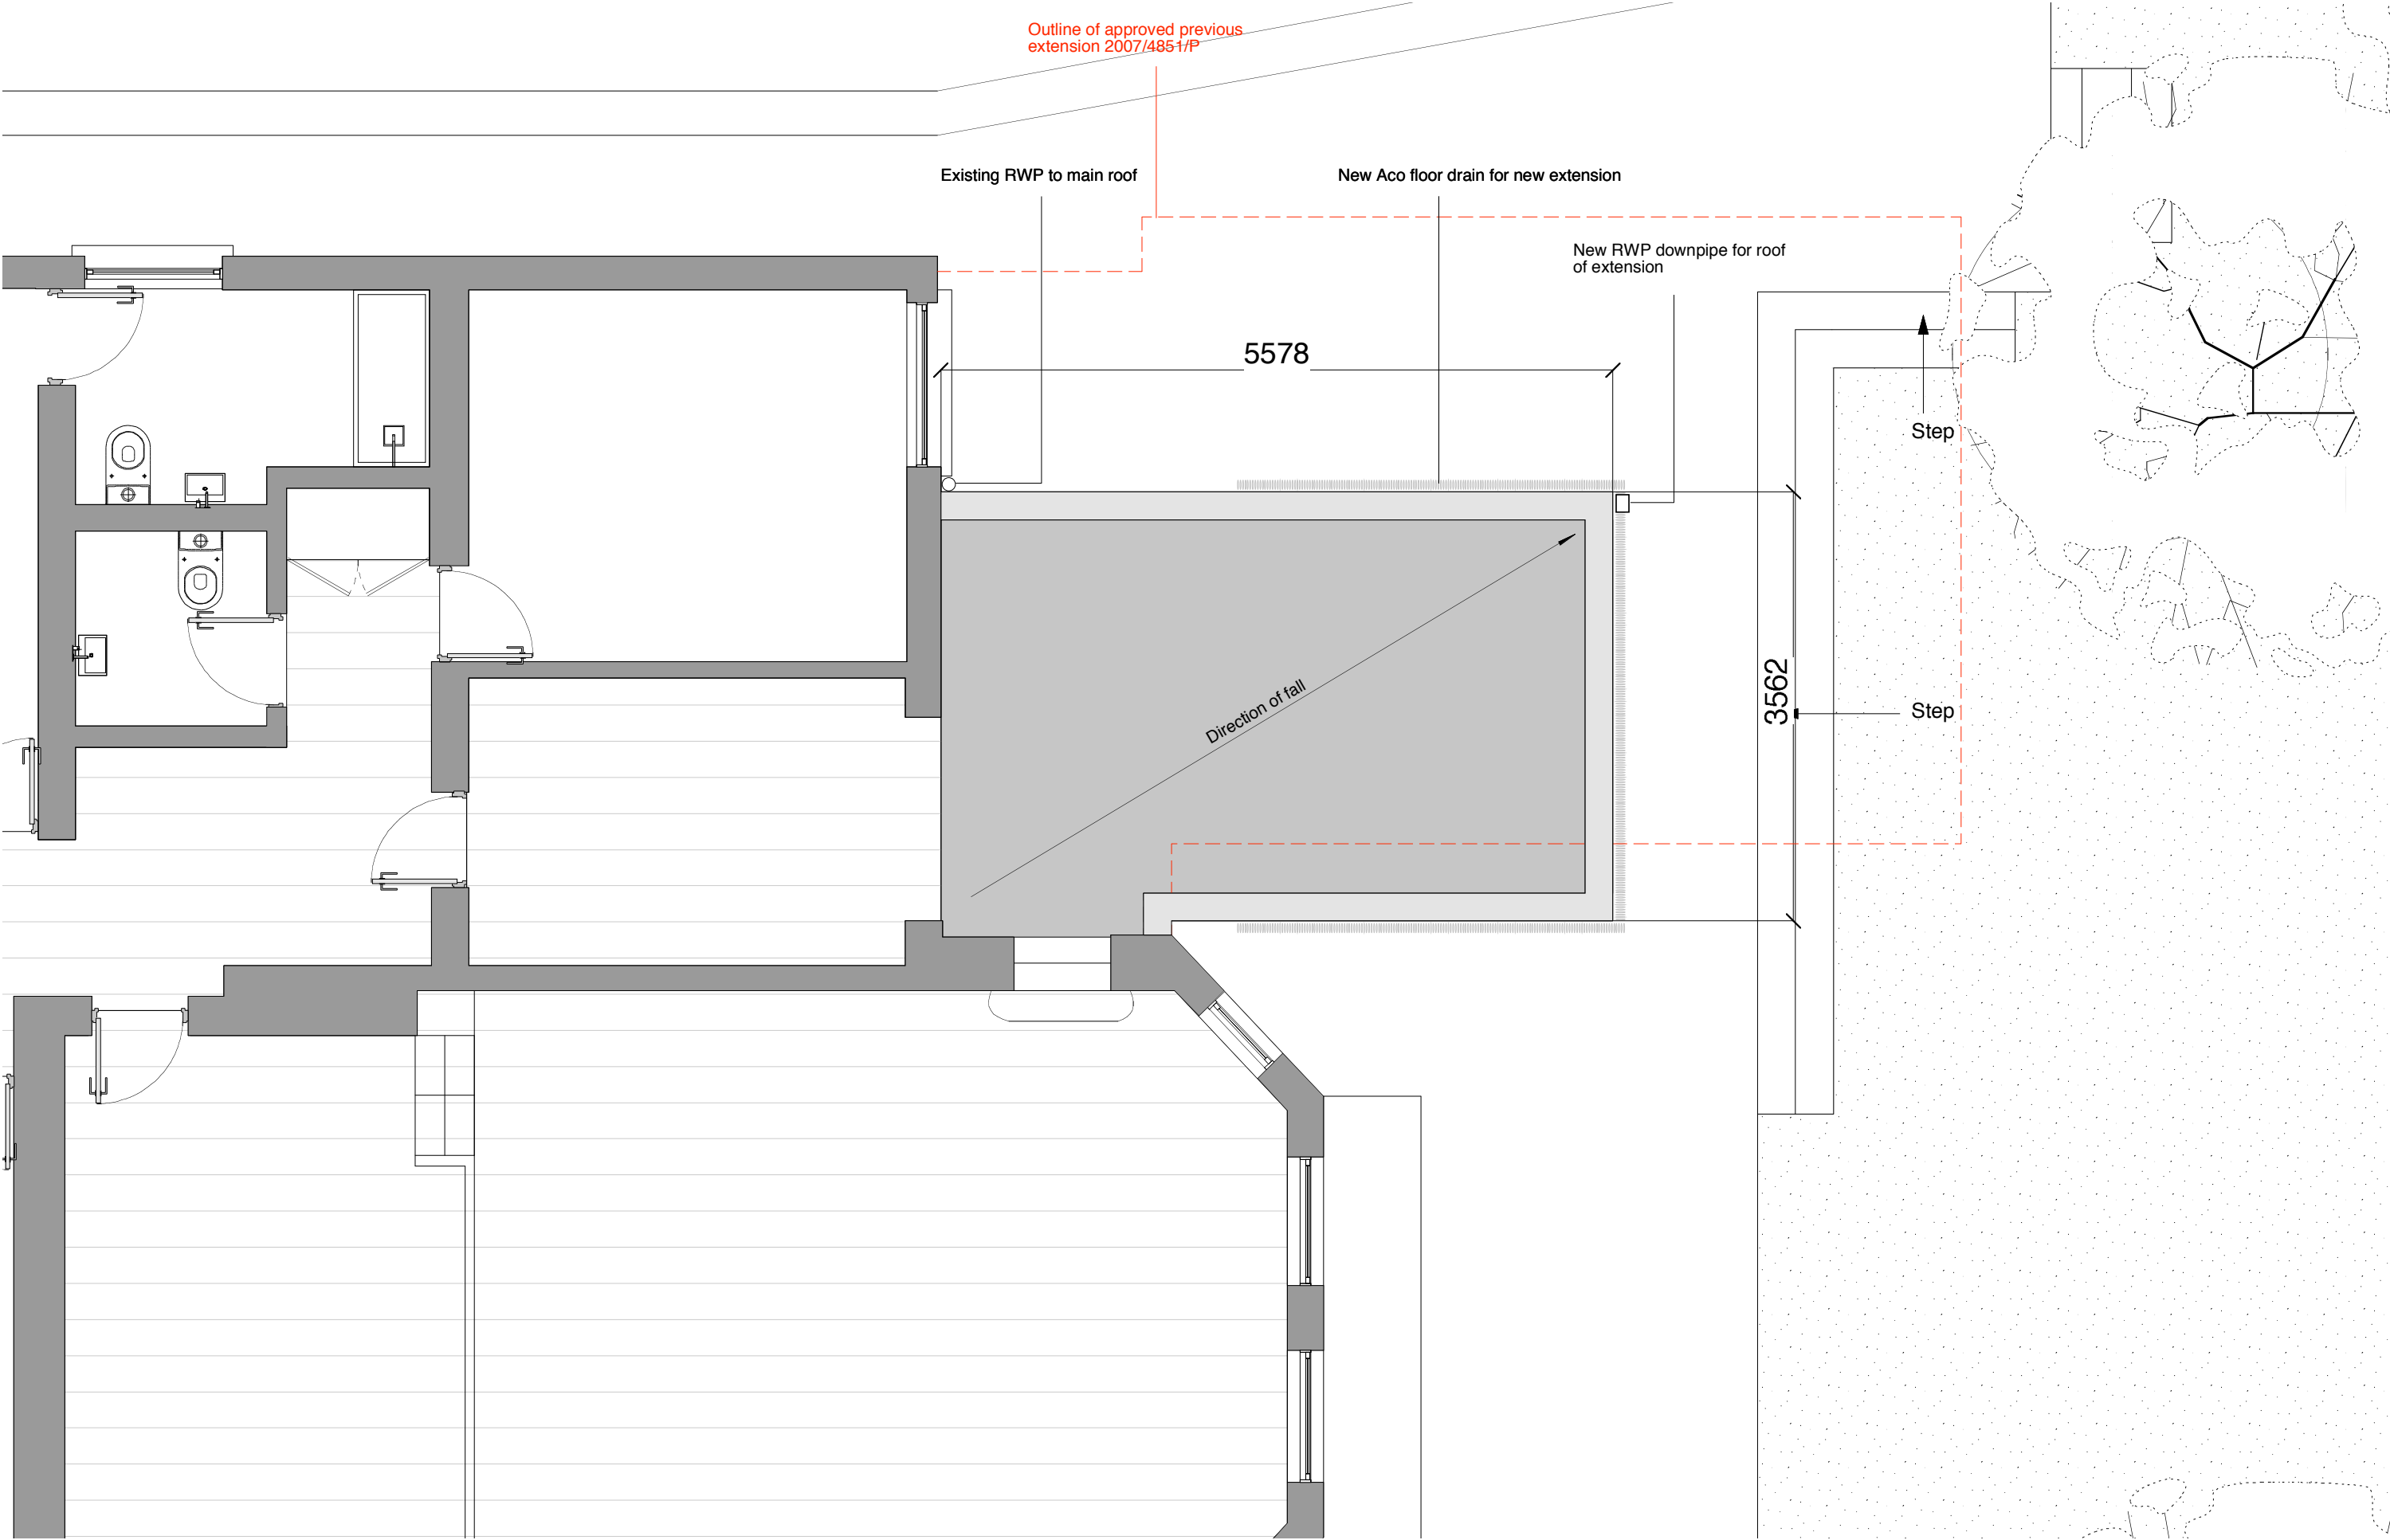 Outline of approved previous
extension 2007/4851/P
Existing RWP to main roof
New Aco floor drain for new extension
New RWP downpipe for roof
of extension
5578
Step
3562
Step
Direction of fall